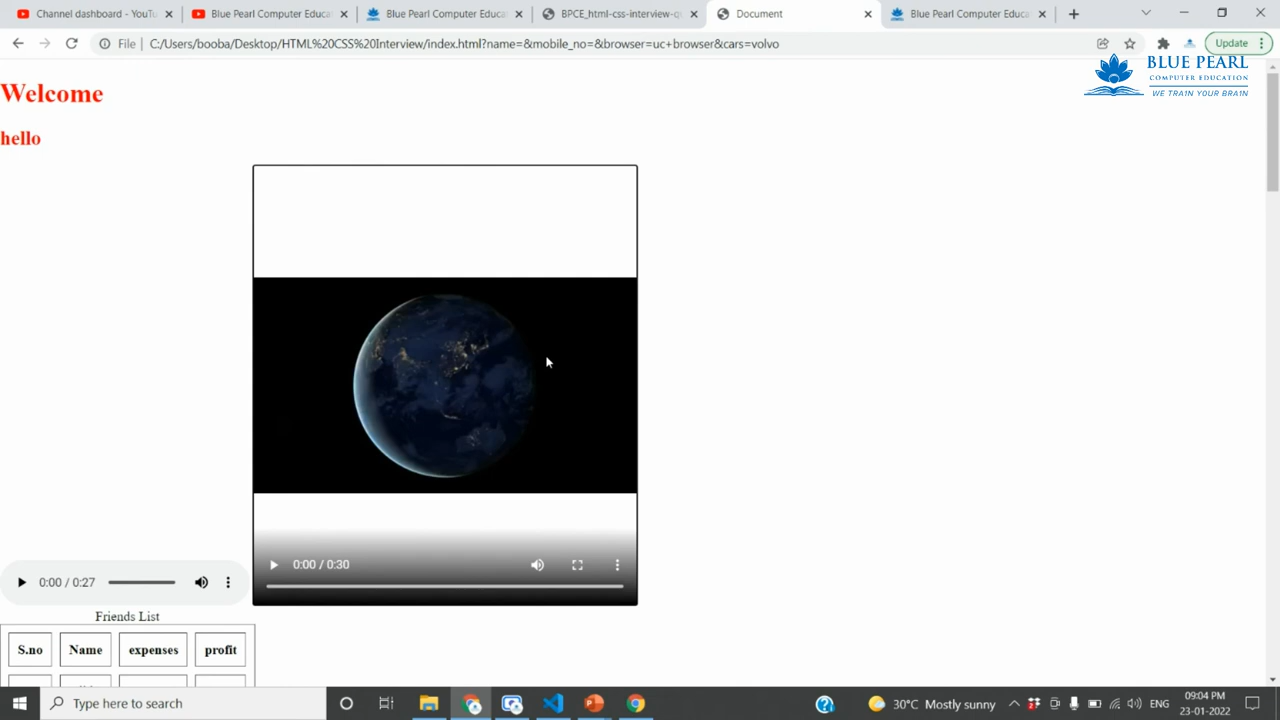 Channel dashboard - YouTu
Blue Pearl Computer Educa
Blue Pearl Computer Educa
BPCE_html-css-interview-q
Document
Blue Pearl Computer Educa
File
C:/Users/booba/Desktop/HTML%20CSS%20Interview/index.html?name=&mobile_no=&browser=uc+browser&cars=volvo
Update
BLUE PEARL
COMPUTER EDUCATION
WE TRAIN YOUR BRAIN
Welcome
hello
0:00 / 0:30
0:00 / 0:27
Friends List
S.no Name expenses profit
Type here to search
30°C Mostly sunny
ENG
09:04 PM
23-01-2022